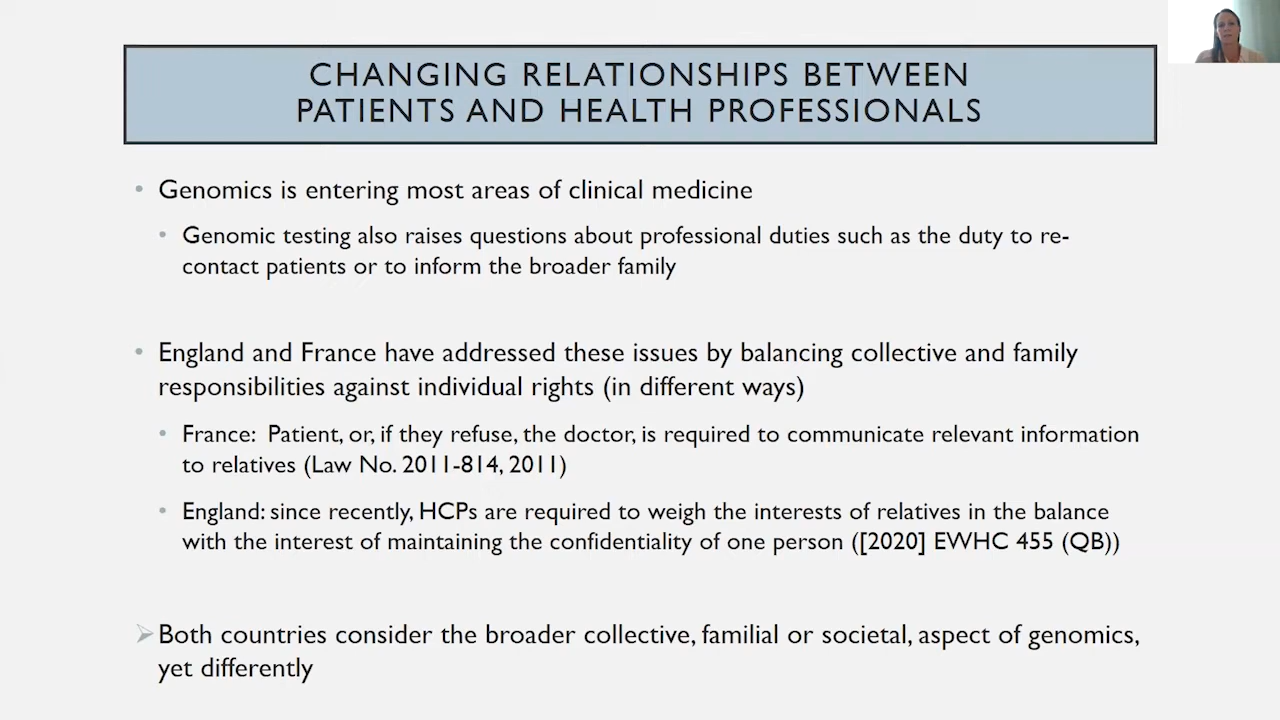 CHANGING RELATIONSHIPS BETWEEN
PATIENTS AND HEALTH PROFESSIONALS
• Genomics is entering most areas of clinical medicine
• Genomic testing also raises questions about professional duties such as the duty to re-
contact patients or to inform the broader family
• England and France have addressed these issues by balancing collective and family
responsibilities against individual rights (in different ways)
• France: Patient, or, if they refuse, the doctor, is required to communicate relevant information
to relatives (Law No. 2011-814, 2011)
• England: since recently, HCPs are required to weigh the interests of relatives in the balance
with the interest of maintaining the confidentiality of one person ([2020] EWHC 455 (QB))
➢ Both countries consider the broader collective, familial or societal, aspect of genomics,
yet differently